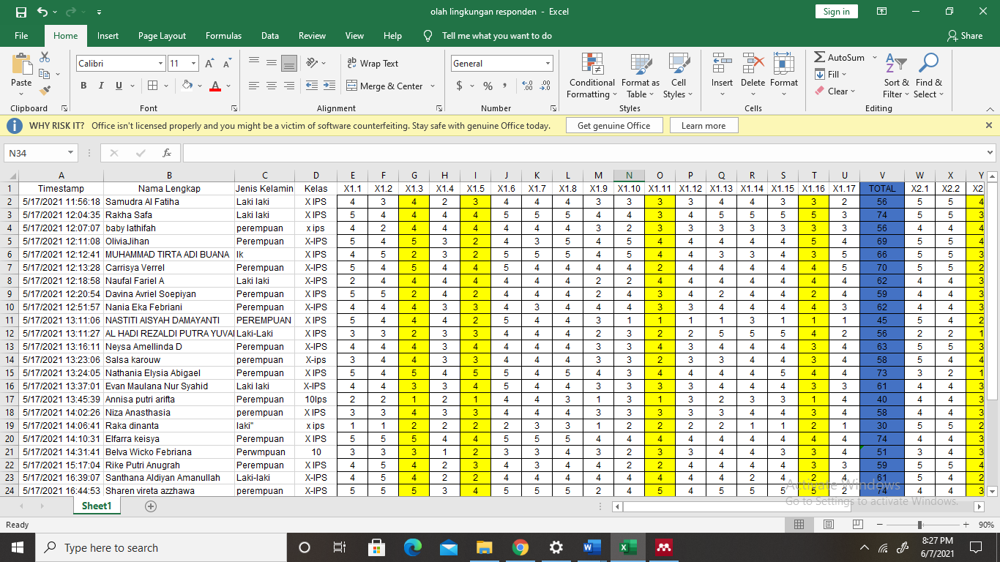 olah lingkungan responden - Excel
Sign in
File Home Insert Page Layout Formulas Data Review View Help Tell me what you want to do Share
Paste Calibri 11 Wrap Text General Conditional Formatting Format as Table Cell Styles Insert Delete Format AutoSum Sort & Filter Find & Select
B I U Merge & Center $ % Fill Clear
Clipboard Font Alignment Number Styles Cells Editing
WHY RISK IT? Office isn't licensed properly and you might be a victim of software counterfeiting. Stay safe with genuine Office today. Get genuine Office Learn more
N34 fx
A B C D E F G H I J K L M N O P Q R S T U V W X Y
1 Timestamp Nama Lengkap Jenis Kelamin Kelas X1.1 X1.2 X1.3 X1.4 X1.5 X1.6 X1.7 X1.8 X1.9 X1.10 X1.11 X1.12 X1.13 X1.14 X1.15 X1.16 X1.17 TOTAL X2.1 X2.2 X2
2 5/17/2021 11:56:18 Samudra Al Fatiha Laki laki X IPS 4 3 4 2 3 4 4 4 3 3 3 3 4 4 3 3 2 56 5 5 4
3 5/17/2021 12:04:35 Rakha Safa Laki laki X IPS 5 4 4 4 4 5 5 5 4 4 3 4 5 5 5 5 3 74 5 5 3
4 5/17/2021 12:07:07 baby lathifah perempuan x ips 4 2 4 4 4 4 4 4 3 2 3 3 3 3 3 3 3 56 4 4 3
5 5/17/2021 12:11:08 OliviaJihan Perempuan X-IPS 5 4 5 3 2 4 3 5 4 5 4 4 4 4 4 5 4 69 5 5 4
6 5/17/2021 12:12:41 MUHAMMAD TIRTA ADI BUANA lk X IPS 4 5 2 3 2 5 5 5 4 5 4 4 3 3 4 3 5 66 5 5 3
7 5/17/2021 12:13:28 Carrisya Verrel Perempuan X-IPS 5 4 5 4 4 5 4 4 4 4 2 4 4 4 4 4 5 70 5 5 2
8 5/17/2021 12:18:58 Naufal Fariel A Laki laki X-IPS 2 4 4 4 4 4 4 4 2 2 4 4 4 4 4 4 4 62 4 4 3
9 5/17/2021 12:20:54 Davina Avriel Soepiyan Perempuan X IPS 5 5 2 4 2 4 4 4 2 4 3 4 2 4 4 2 4 59 4 4 3
10 5/17/2021 12:51:57 Nania Eka Febriani Perempuan X-IPS 4 4 4 3 3 4 3 4 4 4 3 3 4 4 4 4 3 62 4 4 3
11 5/17/2021 13:11:06 NASTITI AISYAH DAMAYANTI PEREMPUAN X IPS 5 4 4 4 2 5 4 4 3 1 1 1 1 3 1 1 1 45 5 4 2
12 5/17/2021 13:11:27 AL HADI REZALDI PUTRA YUVA Laki-Laki X IPS 3 3 2 3 3 4 4 4 2 3 2 2 5 5 5 4 2 56 2 2 1
13 5/17/2021 13:16:11 Neysa Amellinda D Perempuan X-IPS 4 4 4 3 4 4 4 4 3 3 4 3 4 4 4 3 4 63 5 5 3
14 5/17/2021 13:23:06 Salsa karouw perempuan X-ips 3 4 4 3 3 4 4 4 3 3 2 3 3 4 4 3 4 58 5 4 4
15 5/17/2021 13:24:05 Nathania Elysia Abigael Perempuan X IPS 5 4 5 4 5 4 5 4 5 4 3 4 4 4 5 4 4 73 3 2 1
16 5/17/2021 13:37:01 Evan Maulana Nur Syahid Laki laki X-IPS 4 4 3 3 4 5 4 4 4 3 3 3 4 4 3 3 3 61 4 4 3
17 5/17/2021 13:45:39 Annisa putri arifta Perempuan 10Ips 2 2 1 2 1 4 4 3 1 3 1 3 2 3 3 1 4 40 4 4 3
18 5/17/2021 14:02:26 Niza Anasthasia perempuan X IPS 3 3 4 3 3 4 4 4 3 3 3 3 3 4 4 3 4 58 4 4 3
19 5/17/2021 14:06:41 Raka dinanta laki" x ips 1 1 2 2 2 2 3 3 1 2 2 2 2 1 1 2 1 30 5 5 2
20 5/17/2021 14:10:31 Elfarra keisya Perempuan X IPS 5 5 5 4 4 5 5 5 4 4 4 4 4 4 4 4 4 74 4 4 3
21 5/17/2021 14:31:41 Belva Wicko Febriana Perwmpuan 10 3 3 3 1 2 3 3 4 3 2 3 3 4 4 3 3 4 51 3 4 3
22 5/17/2021 15:17:04 Rike Putri Anugrah Perempuan X IPS 4 5 4 2 3 4 3 4 4 2 2 4 4 4 4 3 3 59 5 5 4
23 5/17/2021 16:39:07 Santhana Aldiyan Amanullah Laki-laki X-IPS 4 5 4 2 2 4 4 4 4 4 4 4 4 2 4 2 4 61 5 4 2
24 5/17/2021 16:44:53 Sharen vireta azzhawa perempuan X-IPS 5 5 5 3 4 5 5 5 2 4 5 4 5 5 5 5 2 74 4 4 3
Activate Windows
Go to Settings to activate Windows.
Sheet1
Ready 90%
Type here to search
8:27 PM
6/7/2021